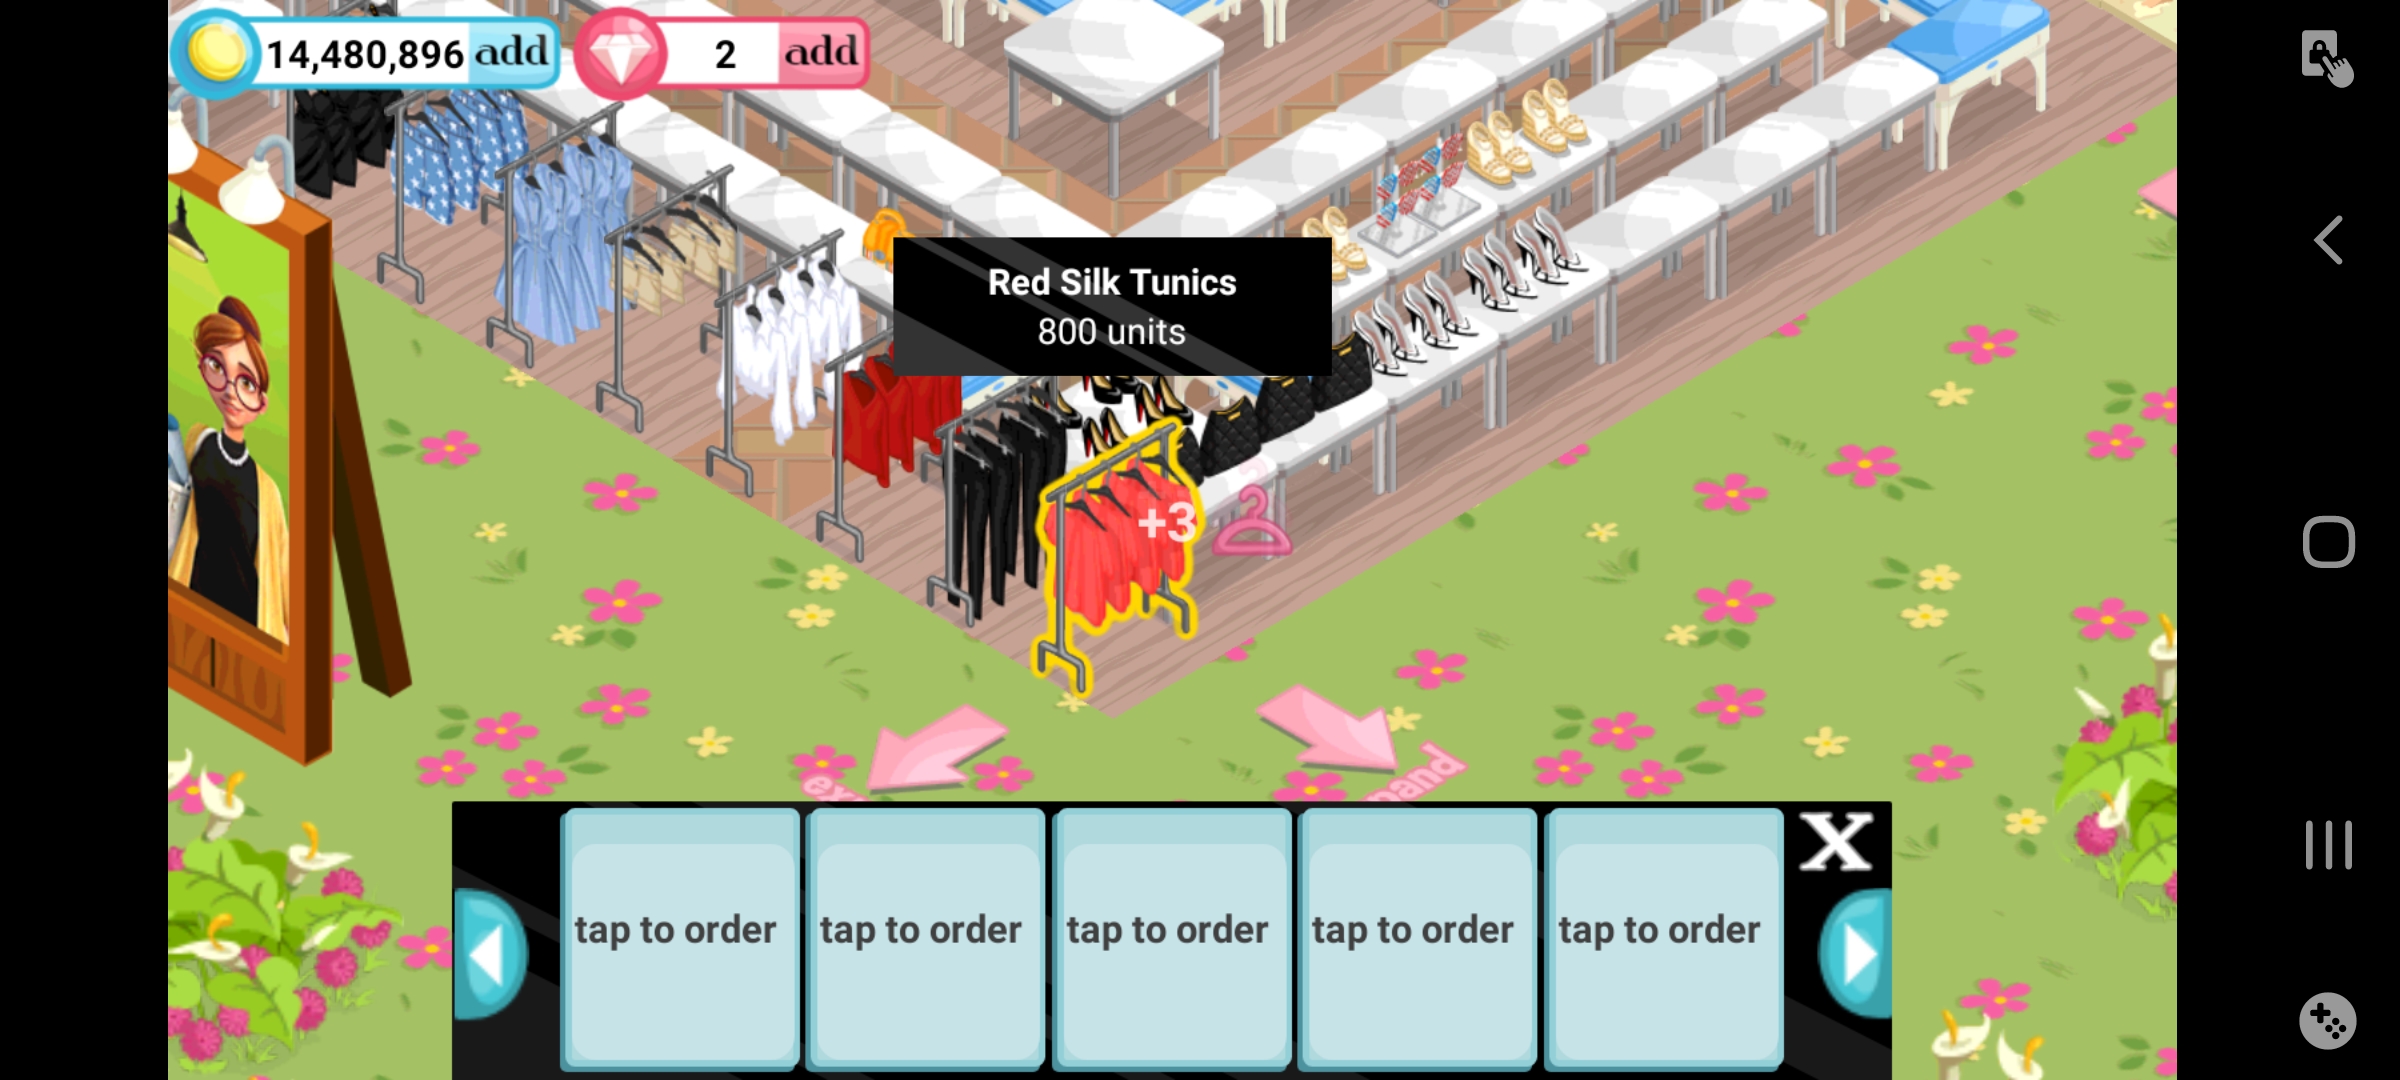 14,480,896 add
2 add
Red Silk Tunics
800 units
+3
tap to order
tap to order
tap to order
tap to order
tap to order
X